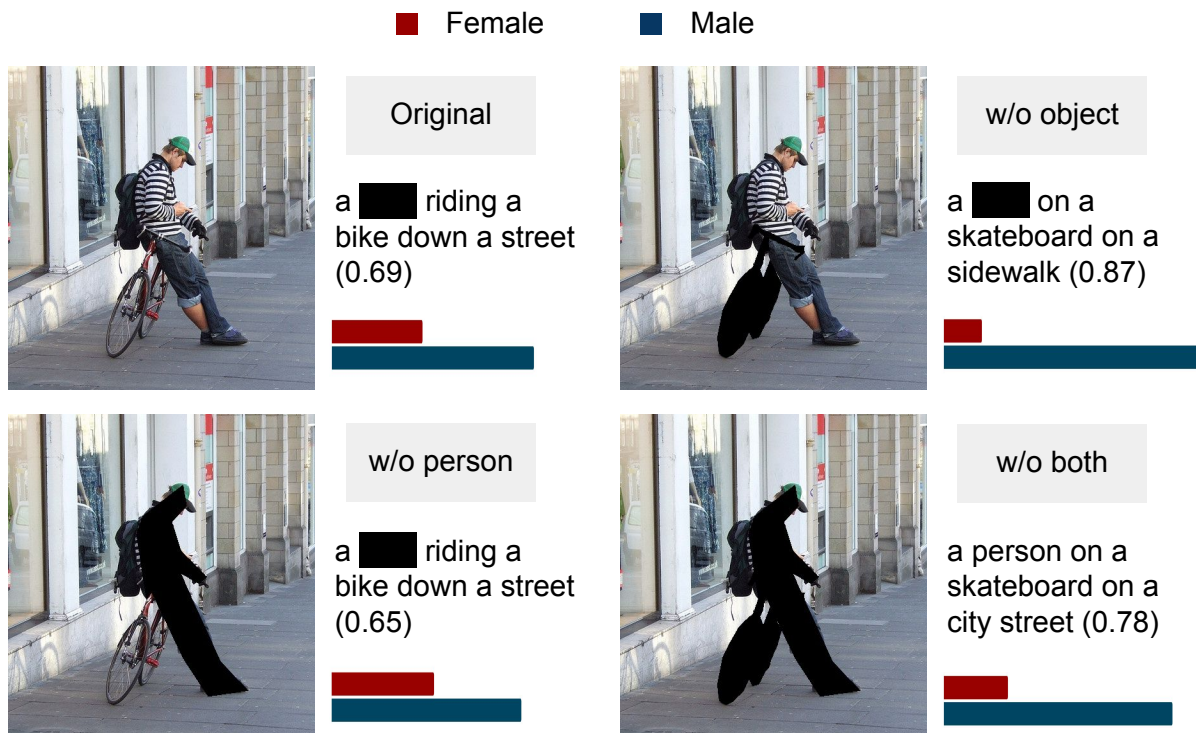 Female
Male
Original
a riding a
bike down a street
(0.69)
w/o object
a on a
skateboard on a
sidewalk (0.87)
w/o person
a riding a
bike down a street
(0.65)
w/o both
a person on a
skateboard on a
city street (0.78)